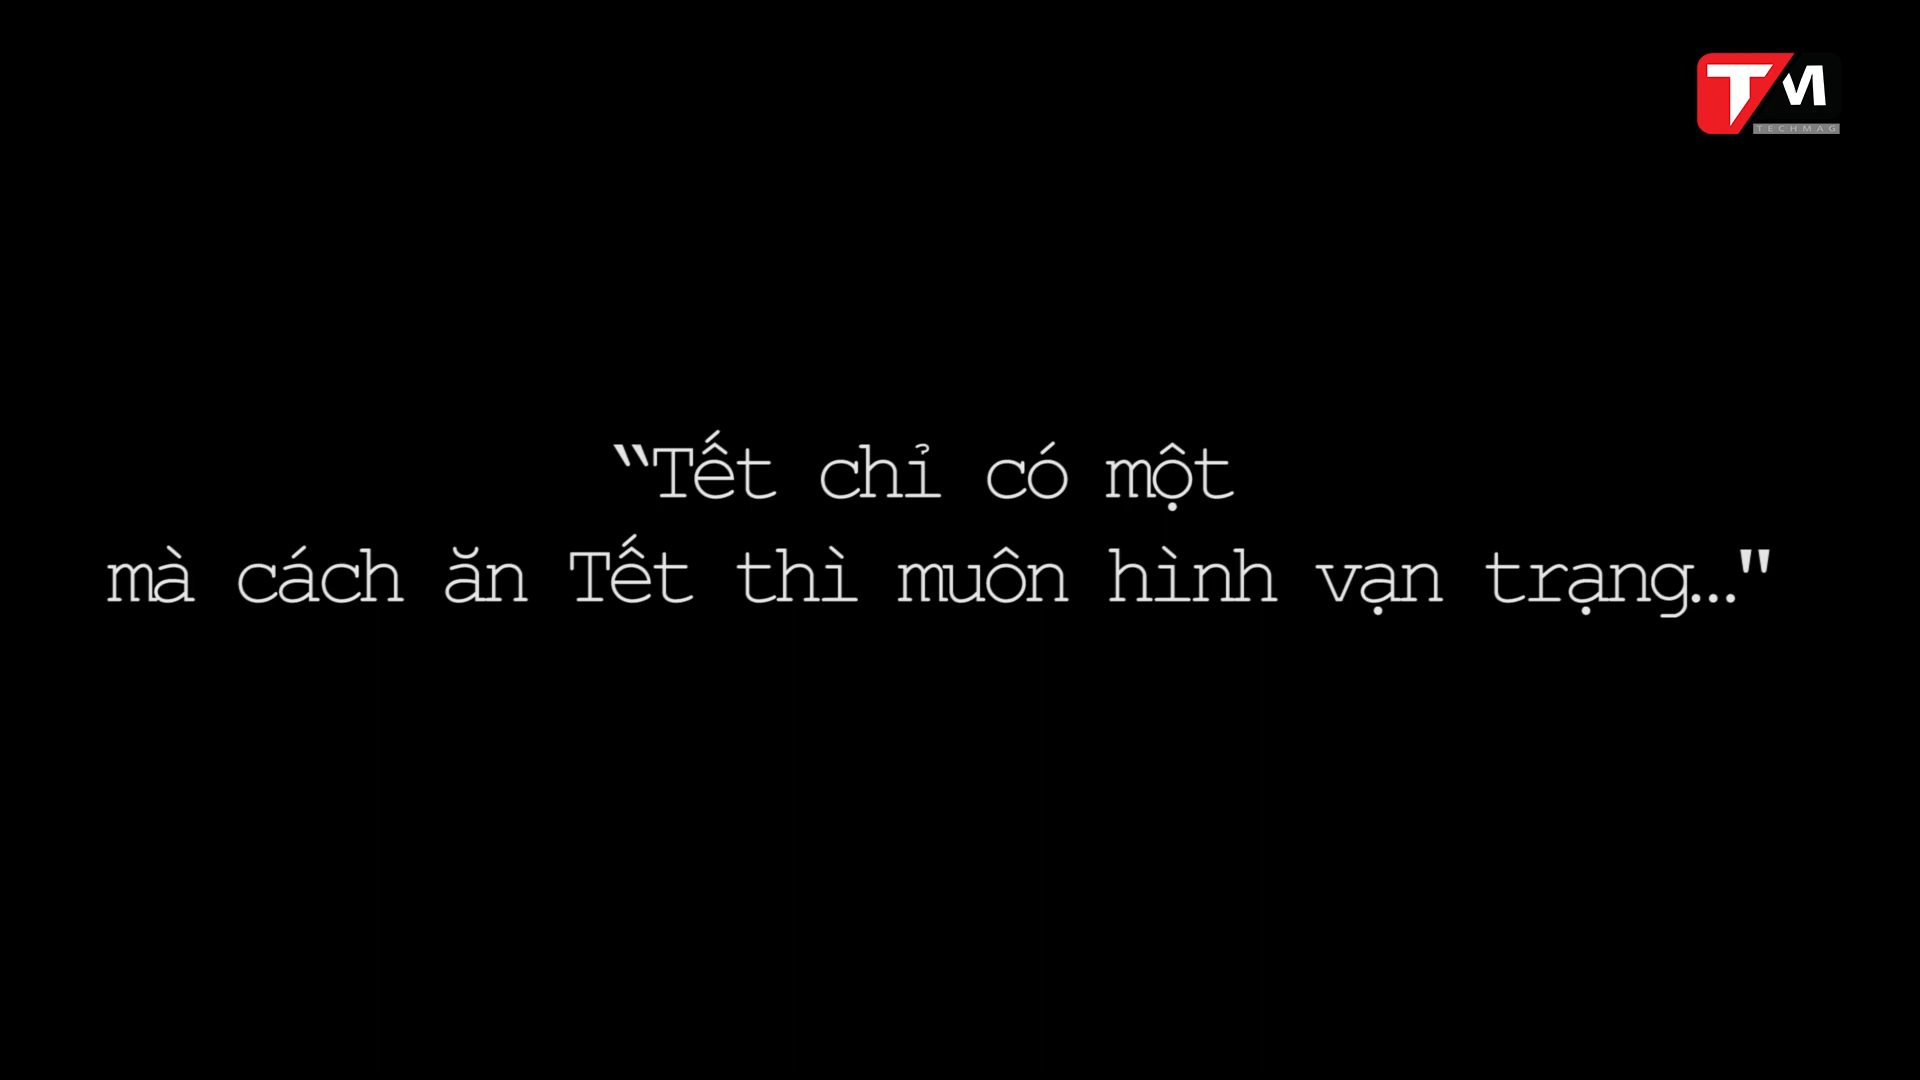 TM
TECHMAG
“Tết chỉ có một
mà cách ăn Tết thì muôn hình vạn trạng…"